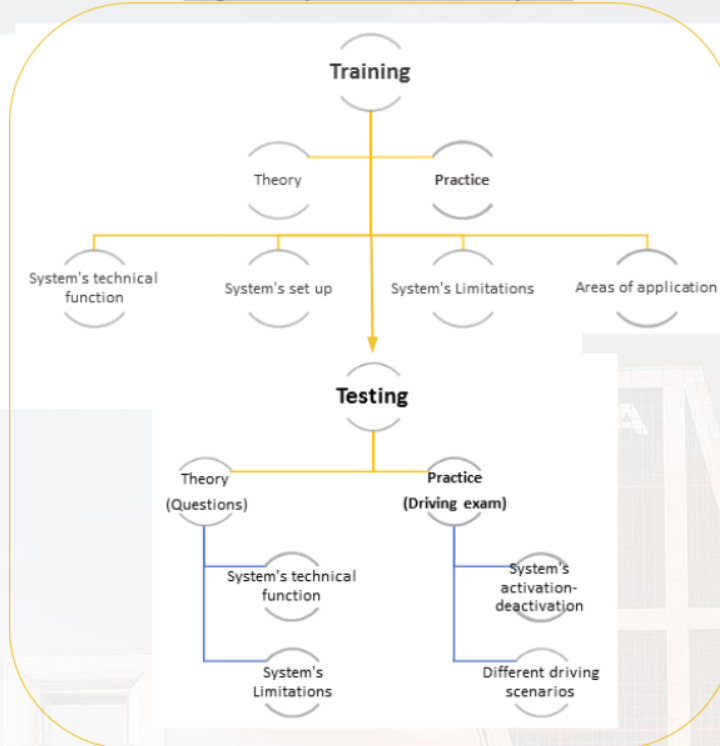 Training
Theory
Practice
System's technical
function
System's set up
System's Limitations
Areas of application
Testing
Theory
(Questions)
Practice
(Driving exam)
System's technical
function
System's
activation-
deactivation
System's
Limitations
Different driving
scenarios